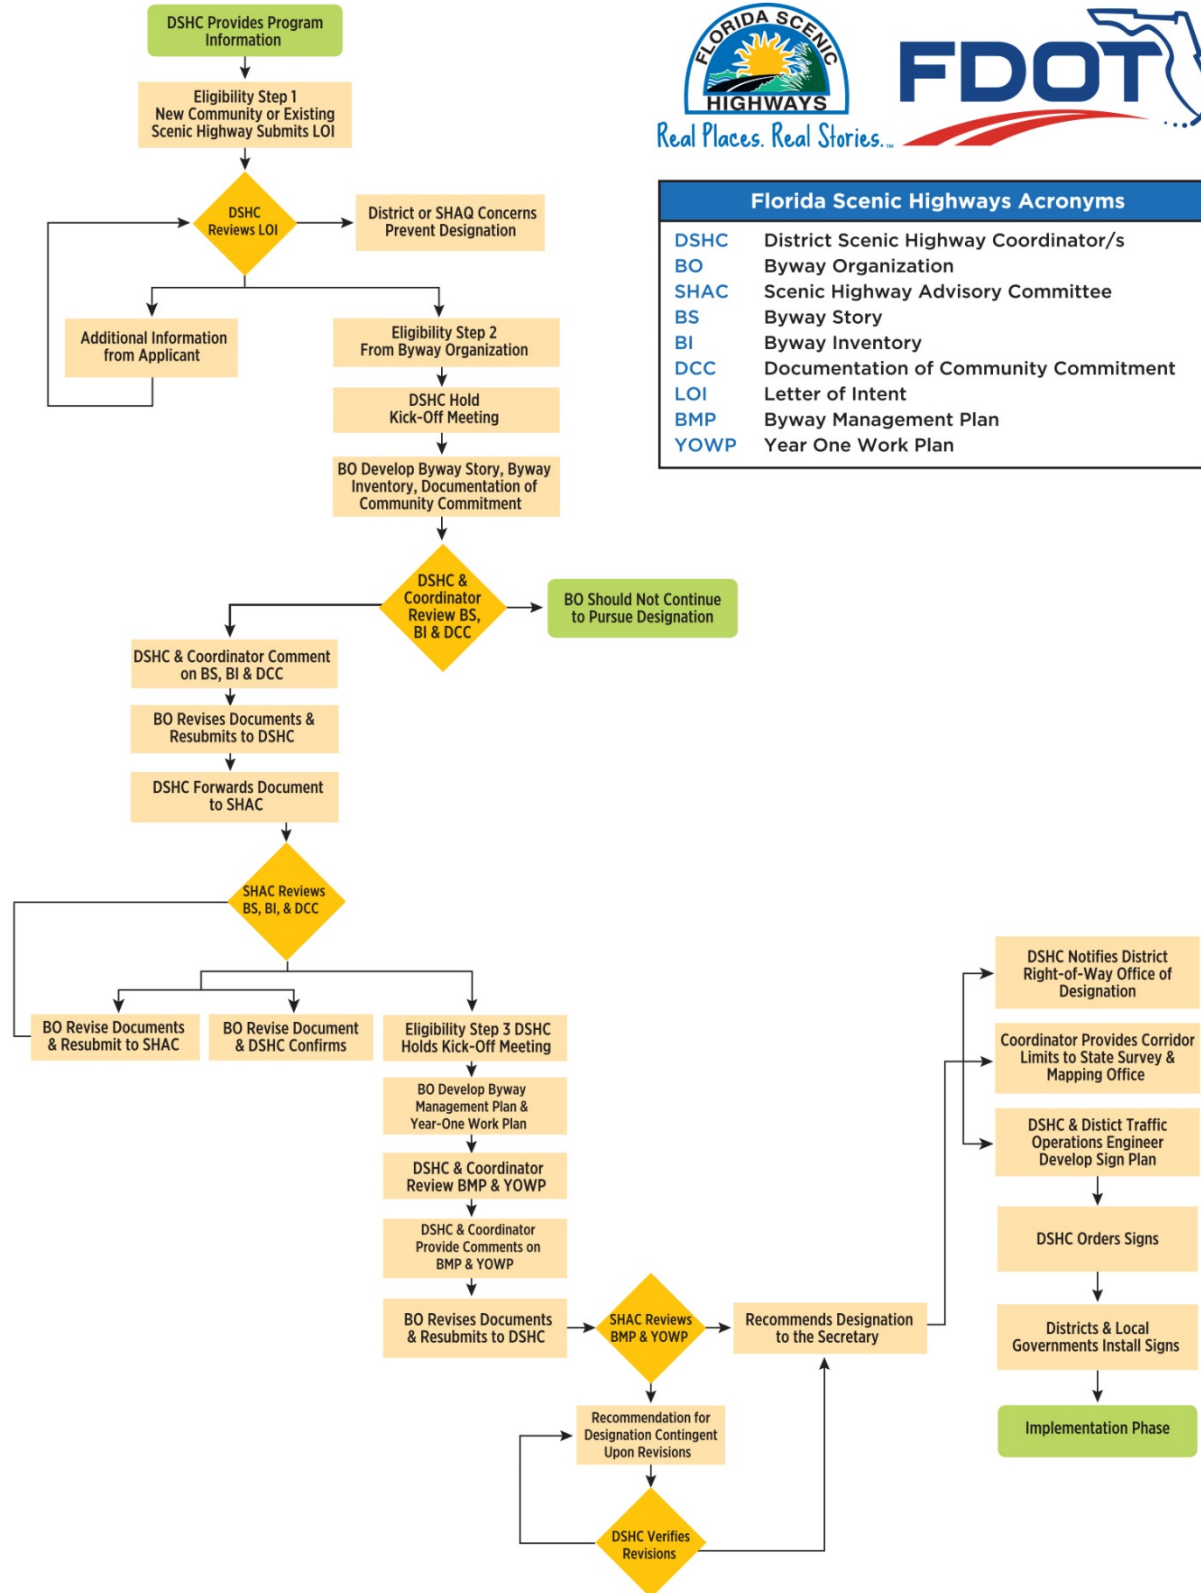 DSHC Provides Program
Information
FLORIDA SCENIC
HIGHWAYS
Real Places. Real Stories.™
FDOT
Eligibility Step 1
New Community or Existing
Scenic Highway Submits LOI
Florida Scenic Highways Acronyms
DSHC District Scenic Highway Coordinator/s
BO Byway Organization
SHAC Scenic Highway Advisory Committee
BS Byway Story
BI Byway Inventory
DCC Documentation of Community Commitment
LOI Letter of Intent
BMP Byway Management Plan
YOWP Year One Work Plan
DSHC
Reviews LOI
District or SHAQ Concerns
Prevent Designation
Additional Information
from Applicant
Eligibility Step 2
From Byway Organization
DSHC Hold
Kick-Off Meeting
BO Develop Byway Story, Byway
Inventory, Documentation of
Community Commitment
DSHC &
Coordinator
Review BS,
BI & DCC
BO Should Not Continue
to Pursue Designation
DSHC & Coordinator Comment
on BS, BI & DCC
BO Revises Documents &
Resubmits to DSHC
DSHC Forwards Document
to SHAC
SHAC Reviews
BS, BI, & DCC
BO Revise Documents
& Resubmit to SHAC
BO Revise Document
& DSHC Confirms
Eligibility Step 3 DSHC
Holds Kick-Off Meeting
BO Develop Byway
Management Plan &
Year-One Work Plan
DSHC & Coordinator
Review BMP & YOWP
DSHC & Coordinator
Provide Comments on
BMP & YOWP
BO Revises Documents
& Resubmits to DSHC
SHAC Reviews
BMP & YOWP
Recommends Designation
to the Secretary
Recommendation for
Designation Contingent
Upon Revisions
DSHC Verifies
Revisions
DSHC Notifies District
Right-of-Way Office of
Designation
Coordinator Provides Corridor
Limits to State Survey &
Mapping Office
DSHC & Distict Traffic
Operations Engineer
Develop Sign Plan
DSHC Orders Signs
Districts & Local
Governments Install Signs
Implementation Phase